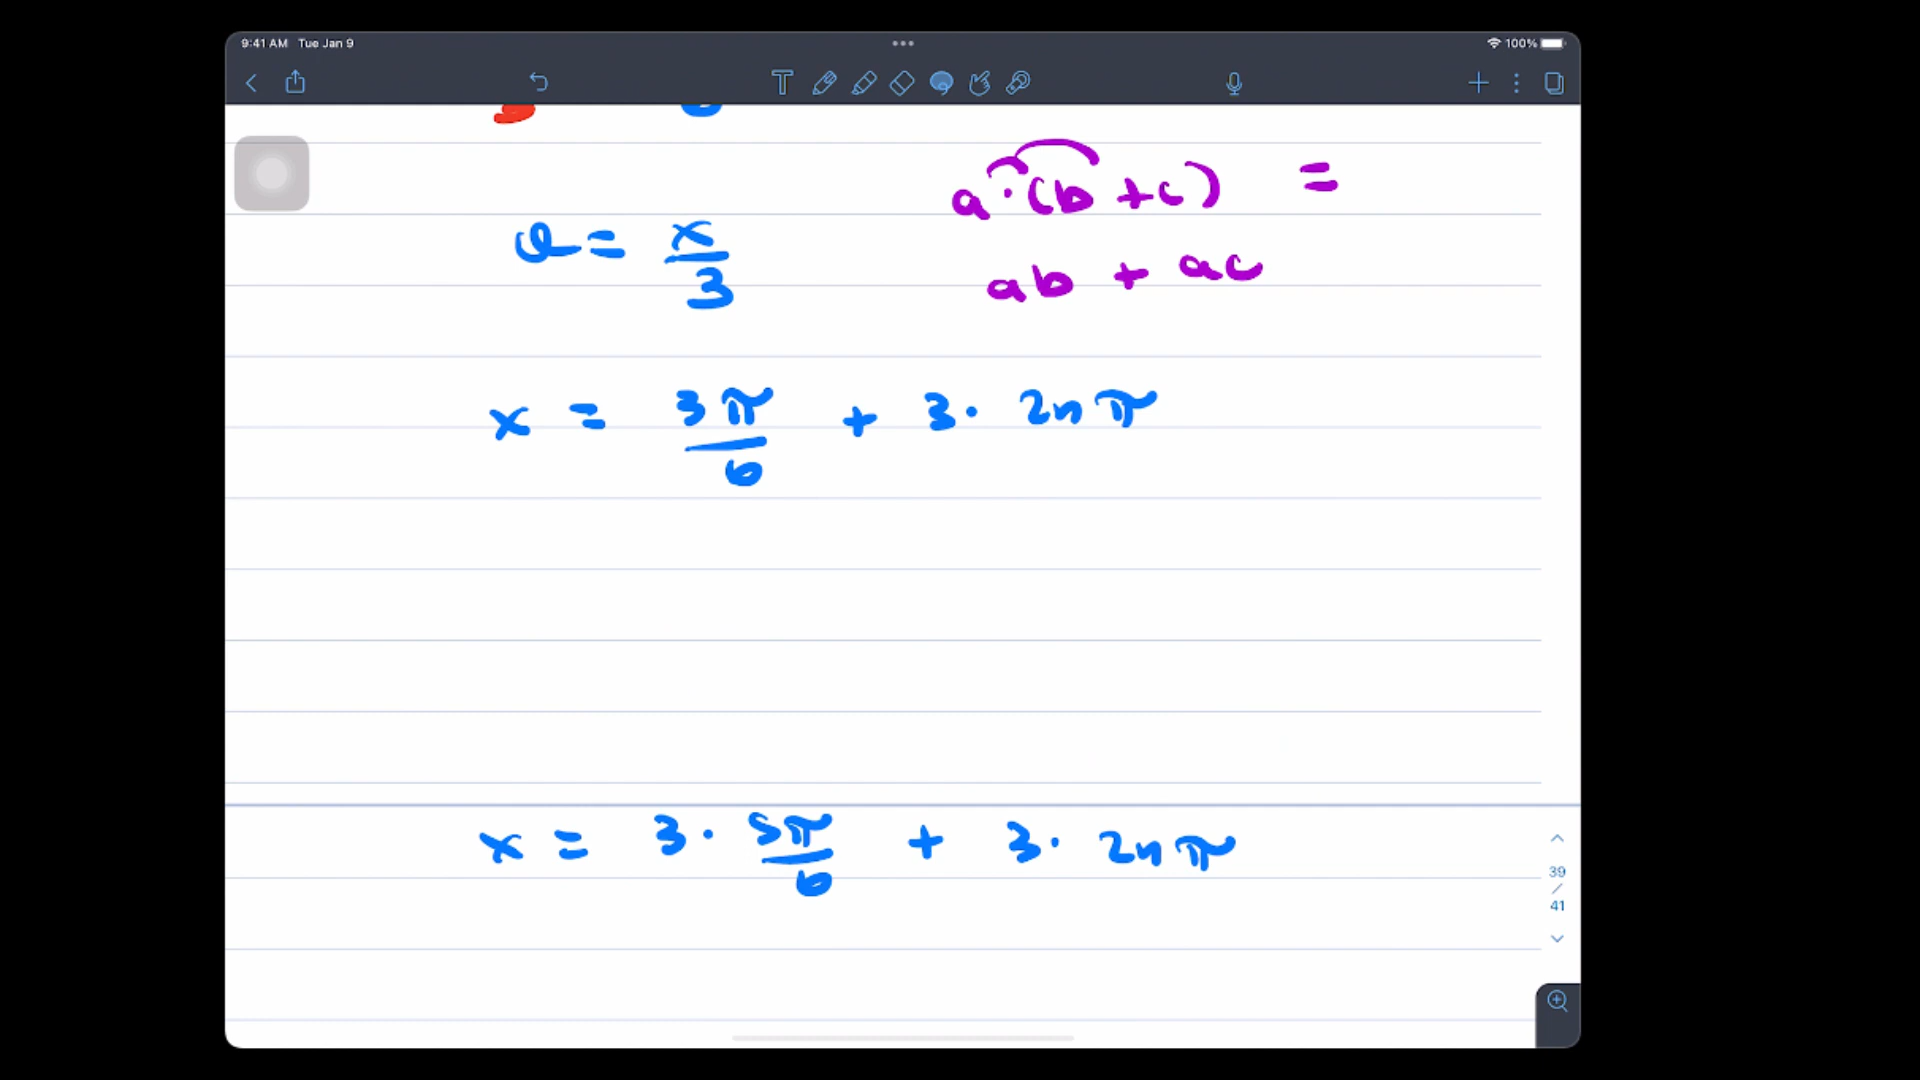 9:41 AM Tue Jan 9
100%
a·(b+c) =
θ = x/3
ab + ac
x = 3π/6 + 3· 2nπ
x = 3· 5π/6 + 3· 2nπ
39
/
41